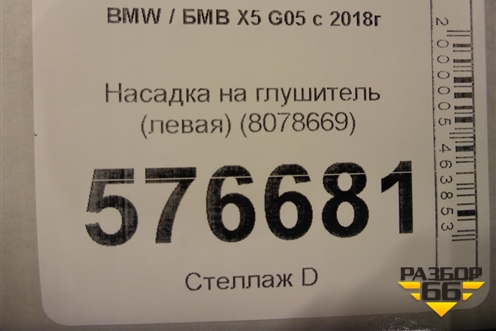 BMW / БМВ X5 G05 с 2018г
Насадка на глушитель
(левая) (8078669)
576681
Стеллаж D
2000005463853
РАЗБОР
66